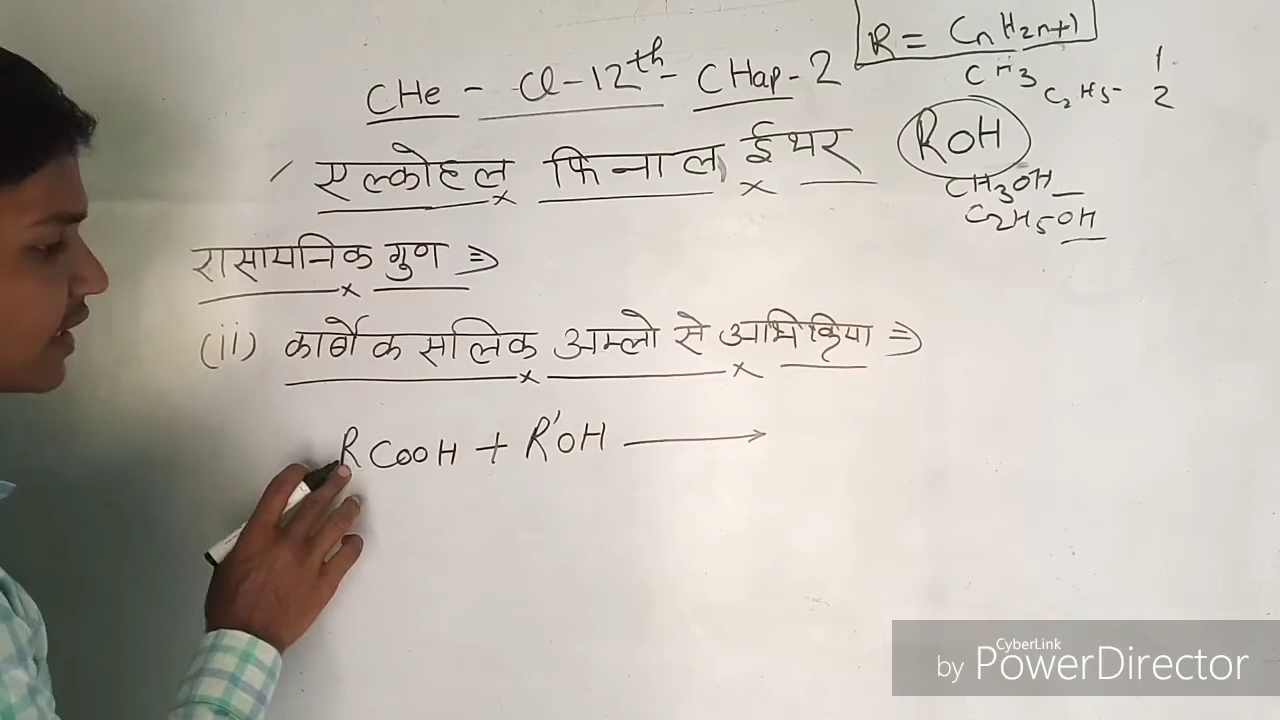 R = CnH2n+1
CH3 1.
C2H5- 2
CHe - Cl-12th- CHap-2
एल्कोहल, फिनाल, ईथर
ROH
CH3OH
C2H5OH
रासायनिक गुण ⇒
(ii) कार्बोकसलिक अम्लो से अभिक्रिया ⇒
RCOOH + R'OH ⟶
CyberLink
by PowerDirector